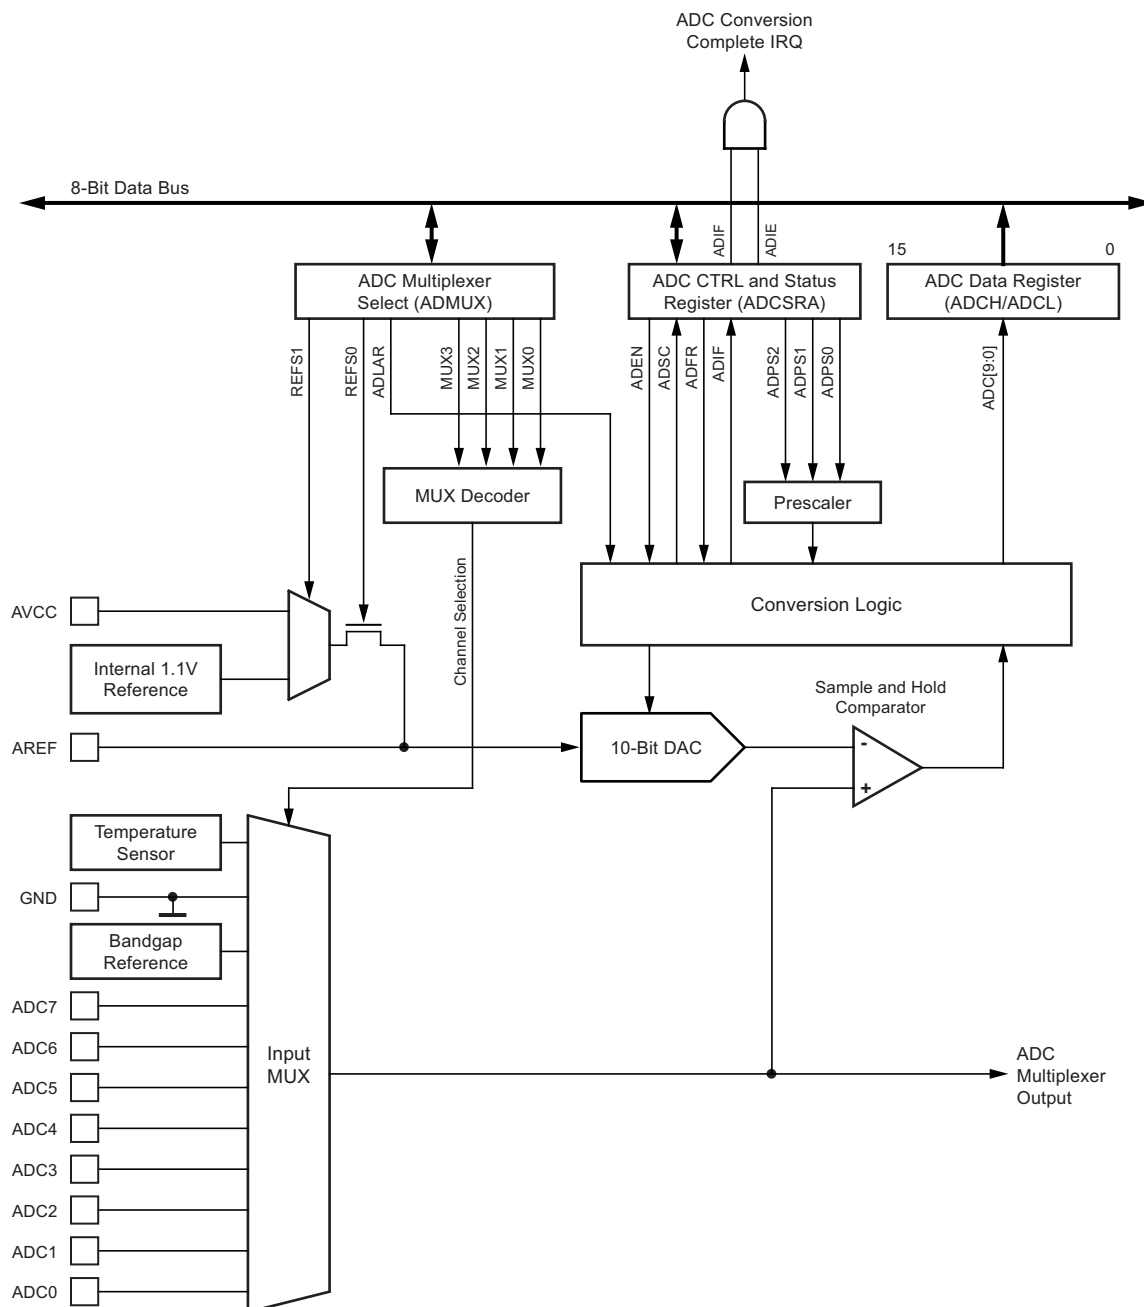 ADC Conversion
Complete IRQ
8-Bit Data Bus
ADIF
ADIE
15
0
ADC Multiplexer
Select (ADMUX)
ADC CTRL and Status
Register (ADCSRA)
ADC Data Register
(ADCH/ADCL)
REFS1
REFS0
ADLAR
MUX3
MUX2
MUX1
MUX0
ADEN
ADSC
ADFR
ADIF
ADPS2
ADPS1
ADPS0
ADC[9:0]
MUX Decoder
Prescaler
Channel Selection
Conversion Logic
AVCC
Internal 1.1V
Reference
Sample and Hold
Comparator
AREF
10-Bit DAC
-
+
Temperature
Sensor
GND
Bandgap
Reference
ADC7
ADC6
ADC5
ADC4
ADC3
ADC2
ADC1
ADC0
Input
MUX
ADC
Multiplexer
Output